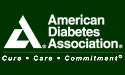 American
Diabetes
Association®
Cure • Care • Commitment®